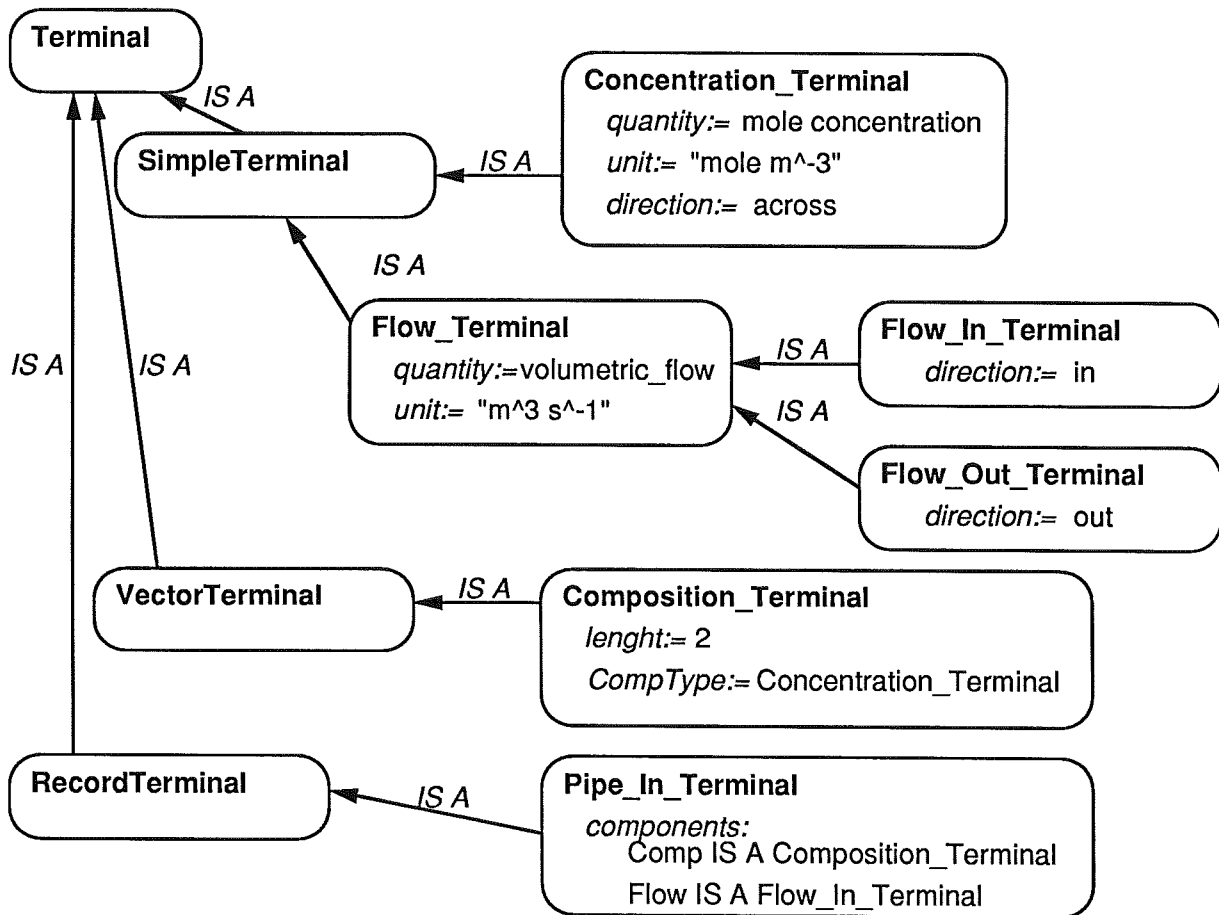 Terminal
IS A
Concentration_Terminal
quantity:= mole concentration
unit:= "mole m^-3"
direction:= across
SimpleTerminal
IS A
IS A
Flow_Terminal
quantity:=volumetric_flow
unit:= "m^3 s^-1"
IS A
Flow_In_Terminal
direction:= in
IS A
Flow_Out_Terminal
direction:= out
IS A
IS A
VectorTerminal
IS A
Composition_Terminal
lenght:= 2
CompType:= Concentration_Terminal
RecordTerminal
IS A
Pipe_In_Terminal
components:
Comp IS A Composition_Terminal
Flow IS A Flow_In_Terminal